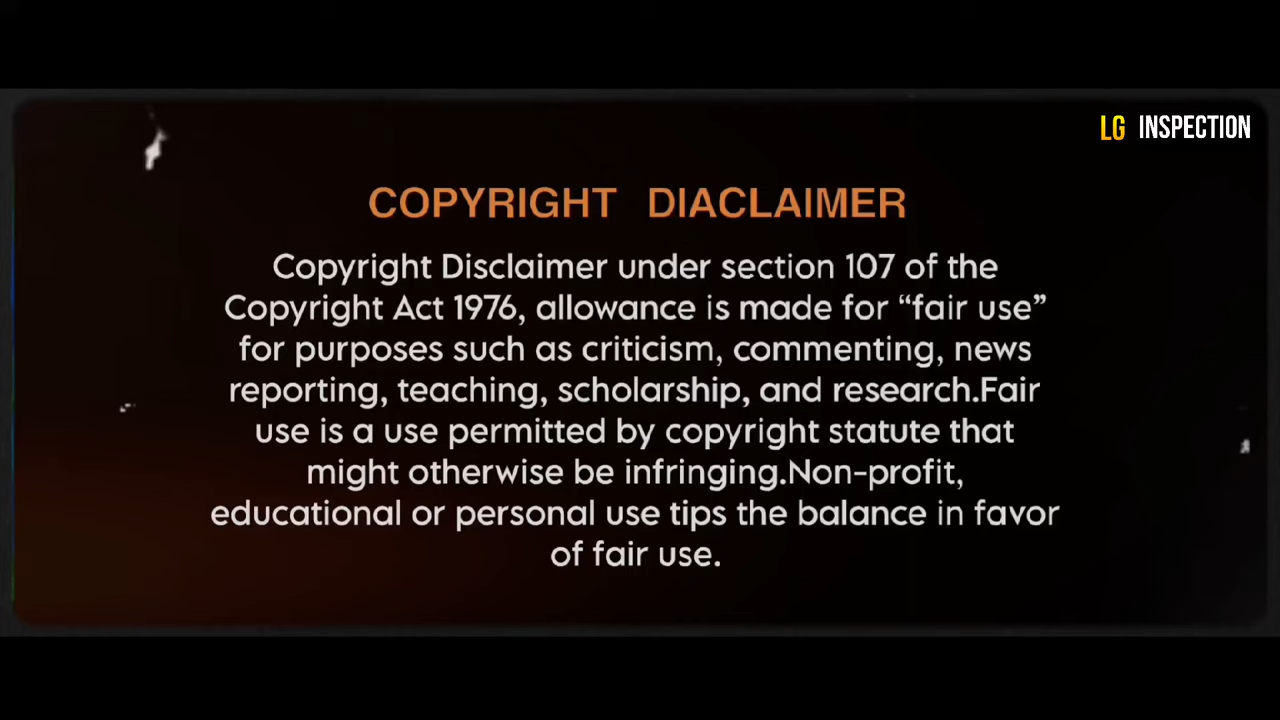 LG INSPECTION
COPYRIGHT DIACLAIMER
Copyright Disclaimer under section 107 of the
Copyright Act 1976, allowance is made for “fair use”
for purposes such as criticism, commenting, news
reporting, teaching, scholarship, and research.Fair
use is a use permitted by copyright statute that
might otherwise be infringing.Non-profit,
educational or personal use tips the balance in favor
of fair use.